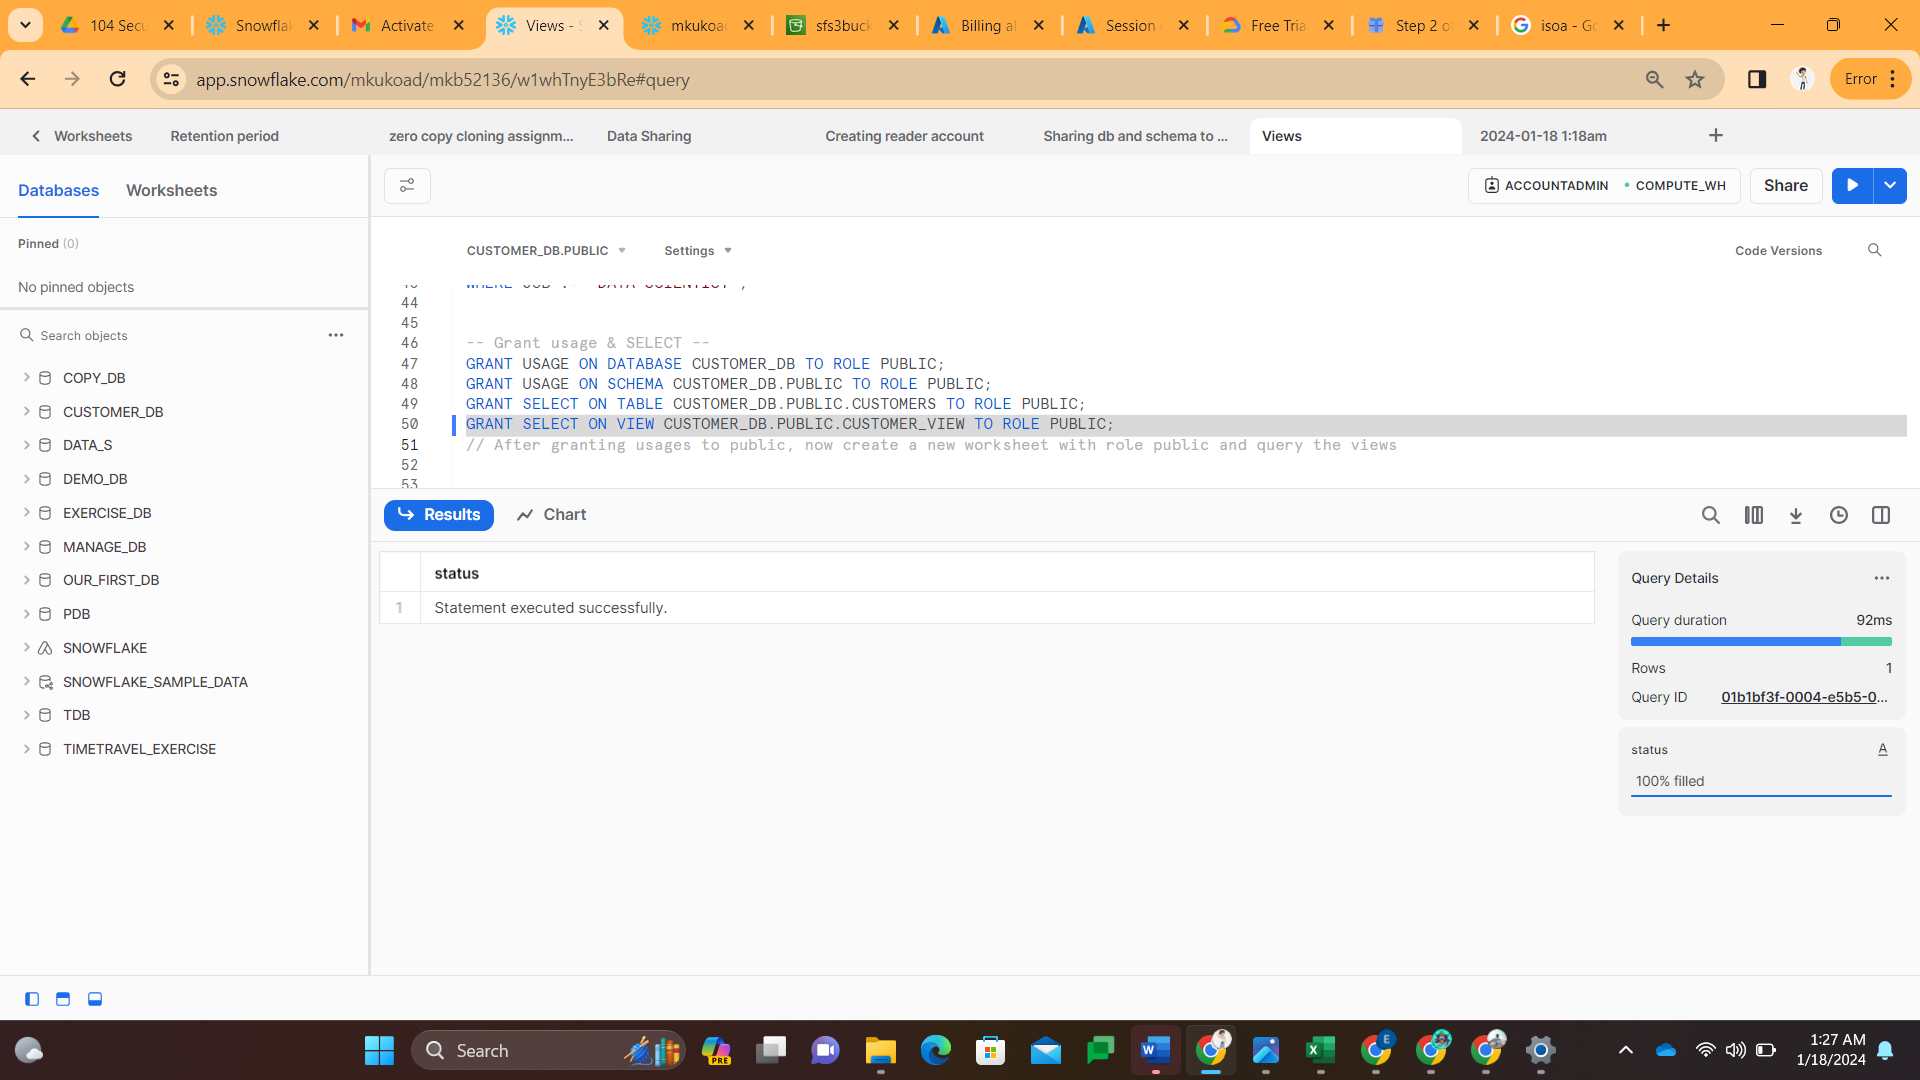 104 Secu
Snowflak
Activate
Views - S
mkukoad
sfs3buck
Billing al
Session
Free Tria
Step 2 o
isoa - Go
app.snowflake.com/mkukoad/mkb52136/w1whTnyE3bRe#query
Error
Worksheets
Retention period
zero copy cloning assignm...
Data Sharing
Creating reader account
Sharing db and schema to ...
Views
2024-01-18 1:18am
Databases
Worksheets
ACCOUNTADMIN
COMPUTE_WH
Share
Pinned (0)
No pinned objects
Search objects
COPY_DB
CUSTOMER_DB
DATA_S
DEMO_DB
EXERCISE_DB
MANAGE_DB
OUR_FIRST_DB
PDB
SNOWFLAKE
SNOWFLAKE_SAMPLE_DATA
TDB
TIMETRAVEL_EXERCISE
CUSTOMER_DB.PUBLIC
Settings
Code Versions
44
45
46 -- Grant usage & SELECT --
47 GRANT USAGE ON DATABASE CUSTOMER_DB TO ROLE PUBLIC;
48 GRANT USAGE ON SCHEMA CUSTOMER_DB.PUBLIC TO ROLE PUBLIC;
49 GRANT SELECT ON TABLE CUSTOMER_DB.PUBLIC.CUSTOMERS TO ROLE PUBLIC;
50 GRANT SELECT ON VIEW CUSTOMER_DB.PUBLIC.CUSTOMER_VIEW TO ROLE PUBLIC;
51 // After granting usages to public, now create a new worksheet with role public and query the views
52
53
Results
Chart
status
1 Statement executed successfully.
Query Details
Query duration 92ms
Rows 1
Query ID 01b1bf3f-0004-e5b5-0...
status
A
100% filled
Search
PRE
E
1:27 AM
1/18/2024